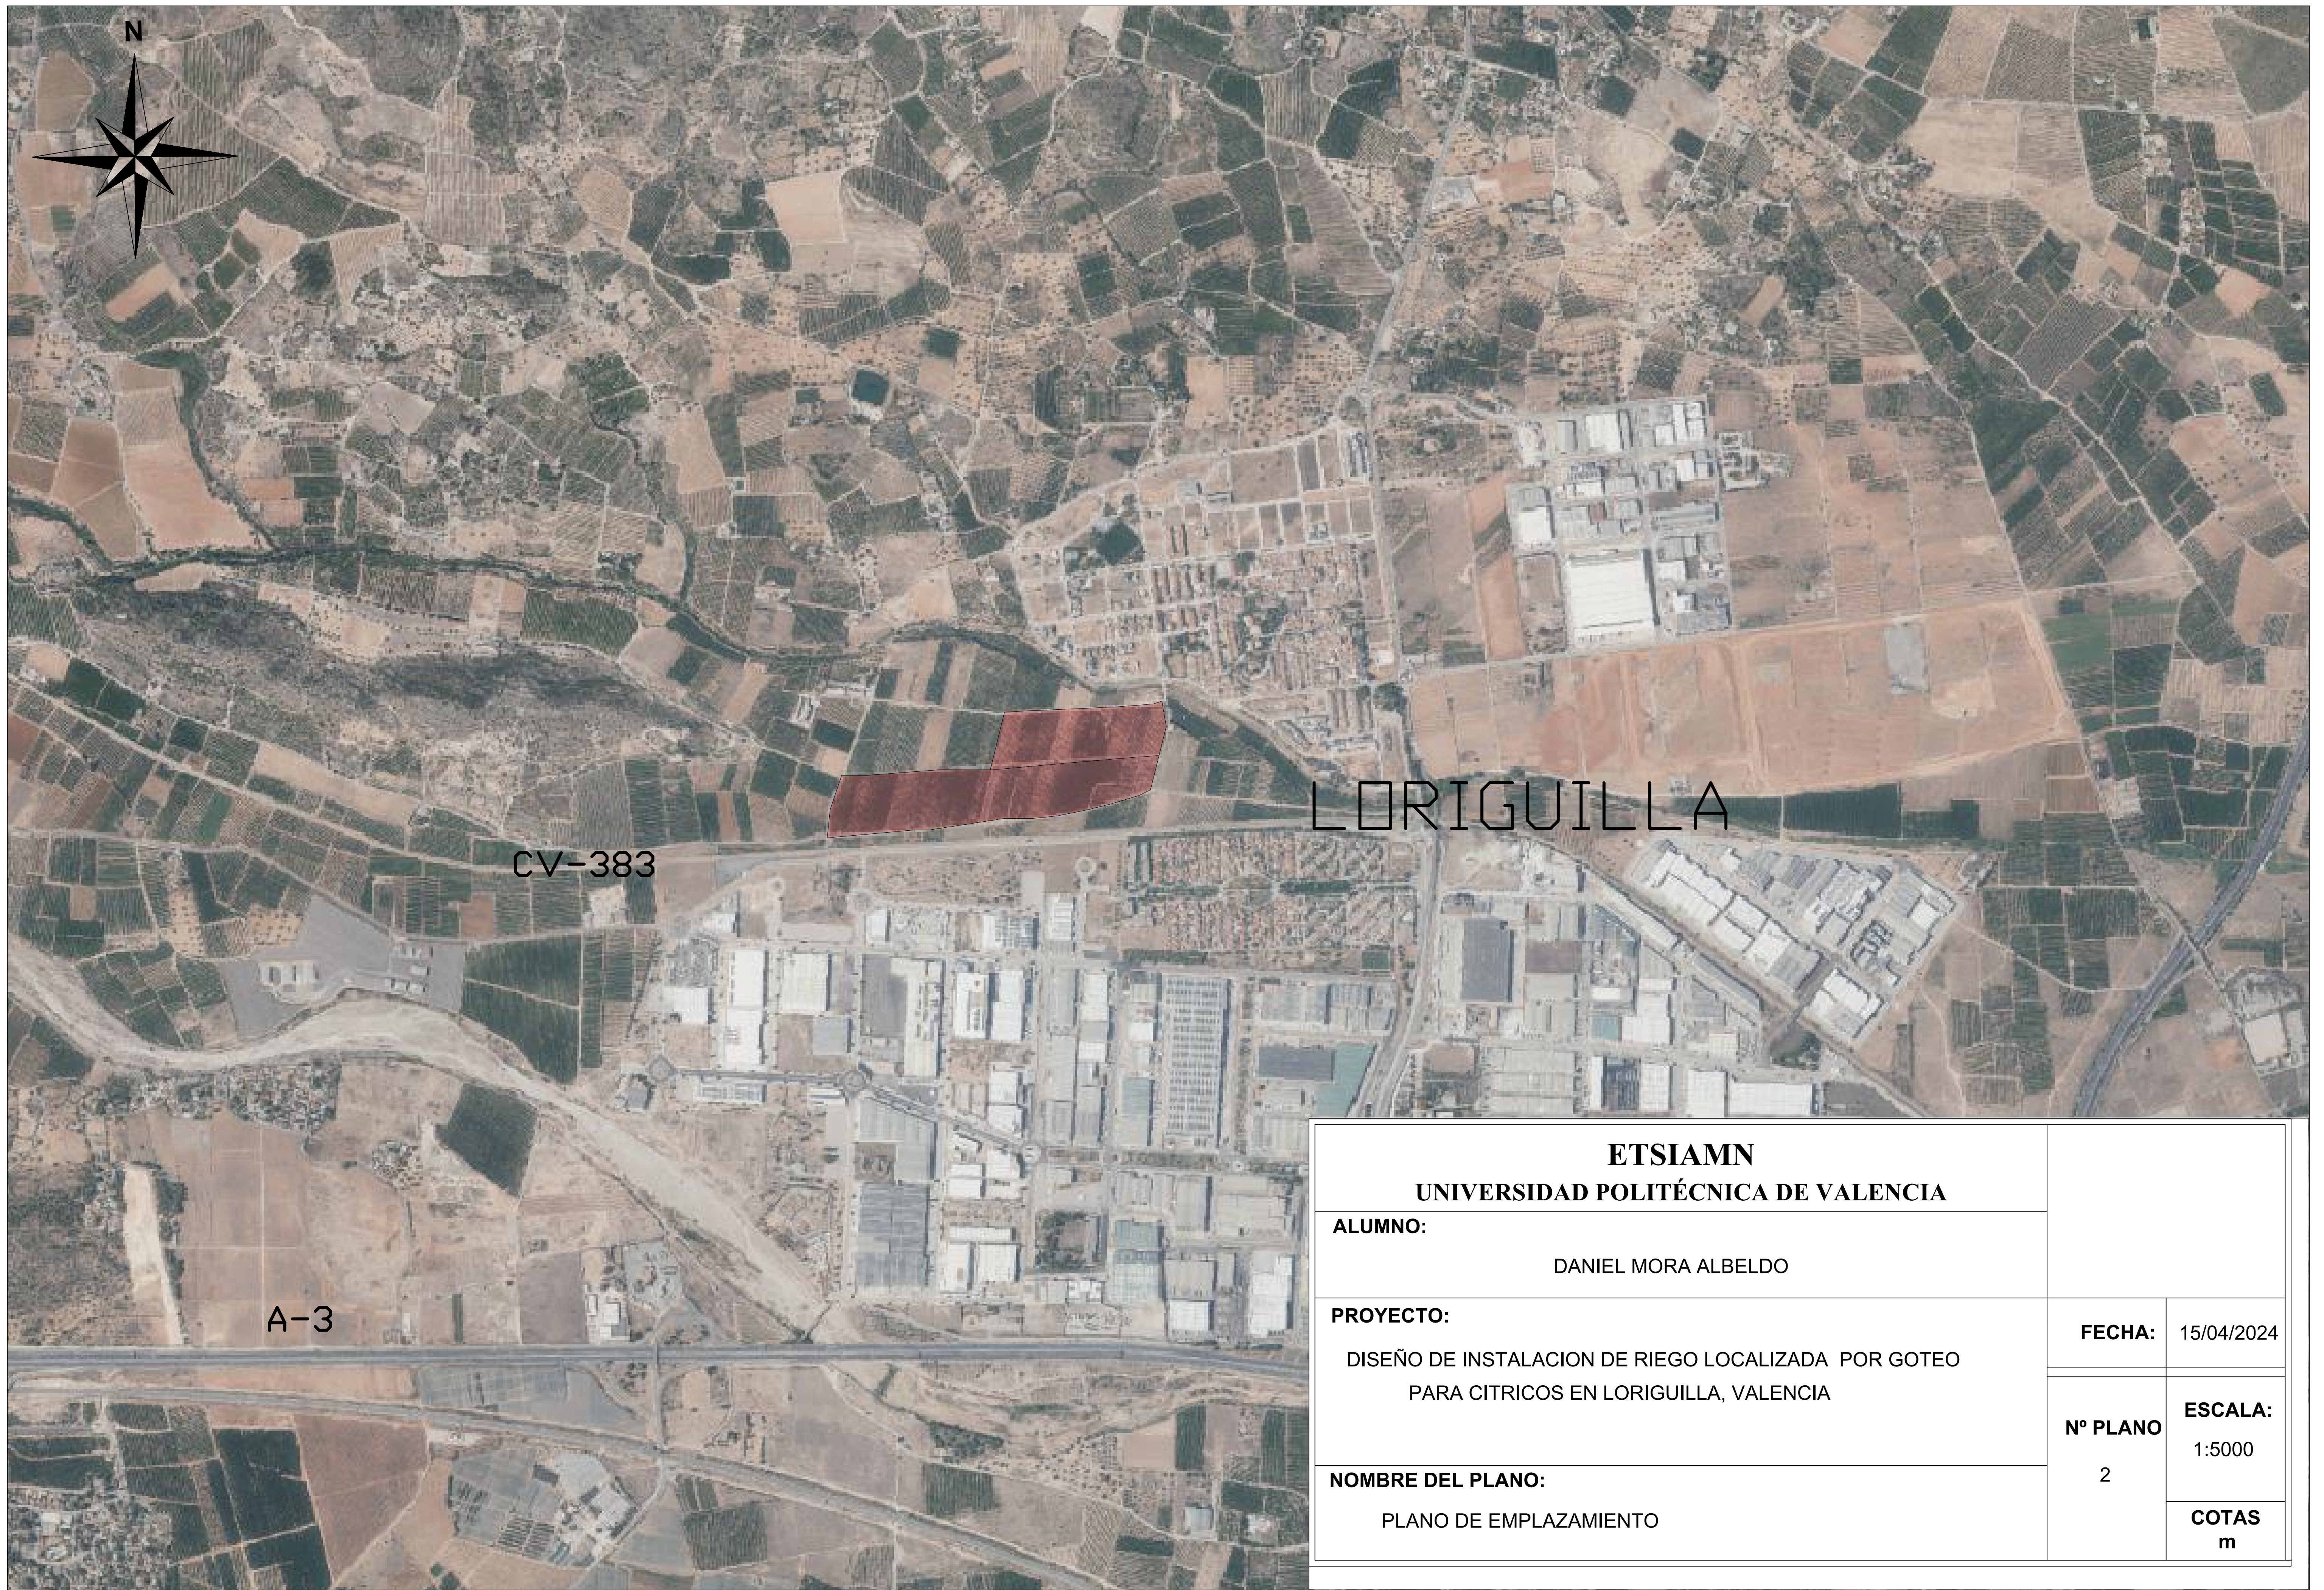 N
LORIGUILLA
CV-383
A-3
ETSIAMN
UNIVERSIDAD POLITÉCNICA DE VALENCIA
ALUMNO:
DANIEL MORA ALBELDO
PROYECTO:
DISEÑO DE INSTALACION DE RIEGO LOCALIZADA POR GOTEO
PARA CITRICOS EN LORIGUILLA, VALENCIA
NOMBRE DEL PLANO:
PLANO DE EMPLAZAMIENTO
FECHA: 15/04/2024
Nº PLANO
2
ESCALA:
1:5000
COTAS
m